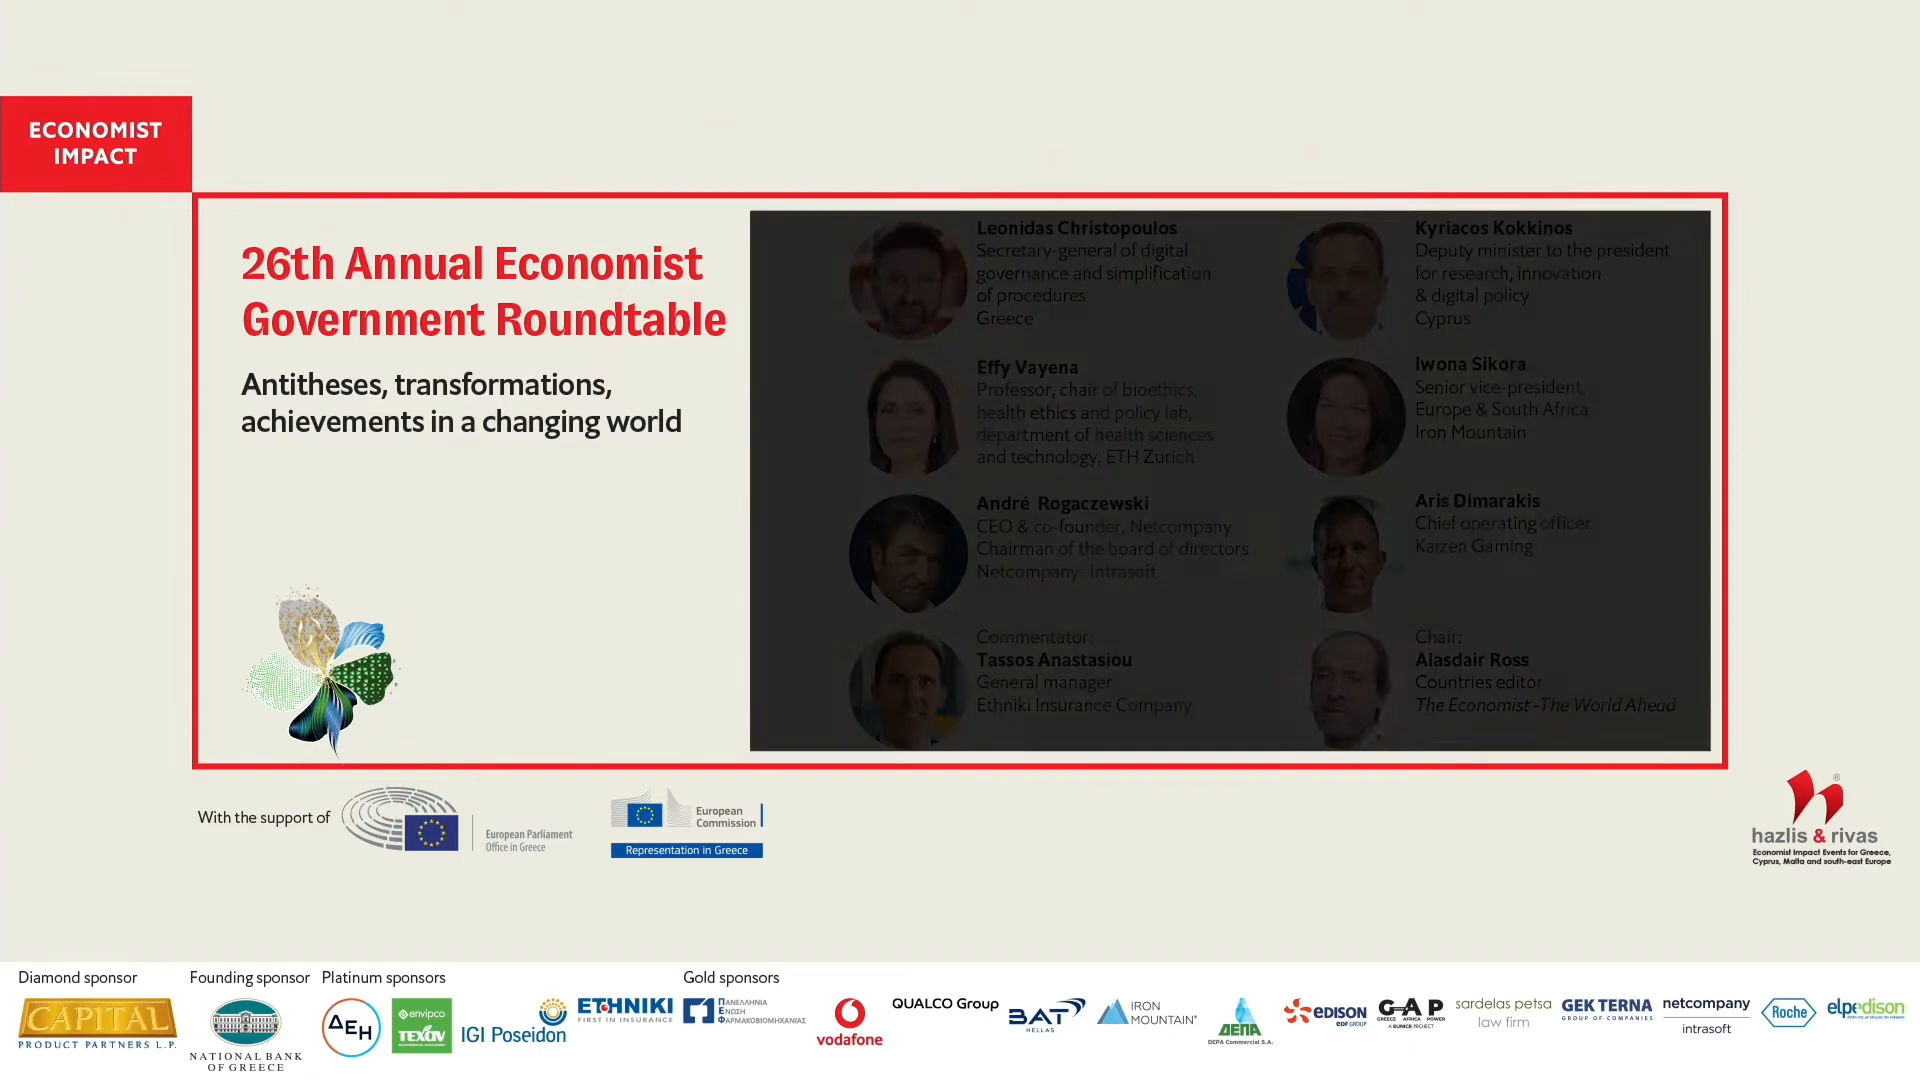 ECONOMIST
IMPACT
26th Annual Economist
Government Roundtable
Antitheses, transformations,
achievements in a changing world
Leonidas Christopoulos
Secretary-general of digital
governance and simplification
of procedures
Greece
Kyriacos Kokkinos
Deputy minister to the president
for research, innovation
& digital policy
Cyprus
Effy Vayena
Professor, chair of bioethics,
health ethics and policy lab,
department of health sciences
and technology, ETH Zurich
Iwona Sikora
Senior vice-president,
Europe & South Africa
Iron Mountain
André Rogaczewski
CEO & co-founder, Netcompany
Chairman of the board of directors
Netcompany- Intrasoft
Aris Dimarakis
Chief operating officer
Kaizen Gaming
Commentator:
Tassos Anastasiou
General manager
Ethniki Insurance Company
Chair:
Alasdair Ross
Countries editor
The Economist -The World Ahead
With the support of
European Parliament
Office in Greece
European
Commission
Representation in Greece
hazlis & rivas
Economist Impact Events for Greece,
Cyprus, Malta and south-east Europe
Diamond sponsor
CAPITAL
PRODUCT PARTNERS L.P.
Founding sponsor
NATIONAL BANK
OF GREECE
Platinum sponsors
ΔΕΗ
envipco
ΤΕΧΑΝ
IGI Poseidon
ETHNIKI
FIRST IN INSURANCE
Gold sponsors
ΠΑΝΕΛΛΗΝΙΑ
ΕΝΩΣΗ
ΦΑΡΜΑΚΟΒΙΟΜΗΧΑΝΙΑΣ
vodafone
QUALCO Group
BAT
HELLAS
IRON
MOUNTAIN®
ΔΕΠΑ
DEPA Commercial S.A.
EDISON
EDF GROUP
GAP
GREECE AFRICA POWER
A EUNICE PROJECT
sardelas petsa
law firm
GEK TERNA
GROUP OF COMPANIES
netcompany
intrasoft
Roche
elpedison